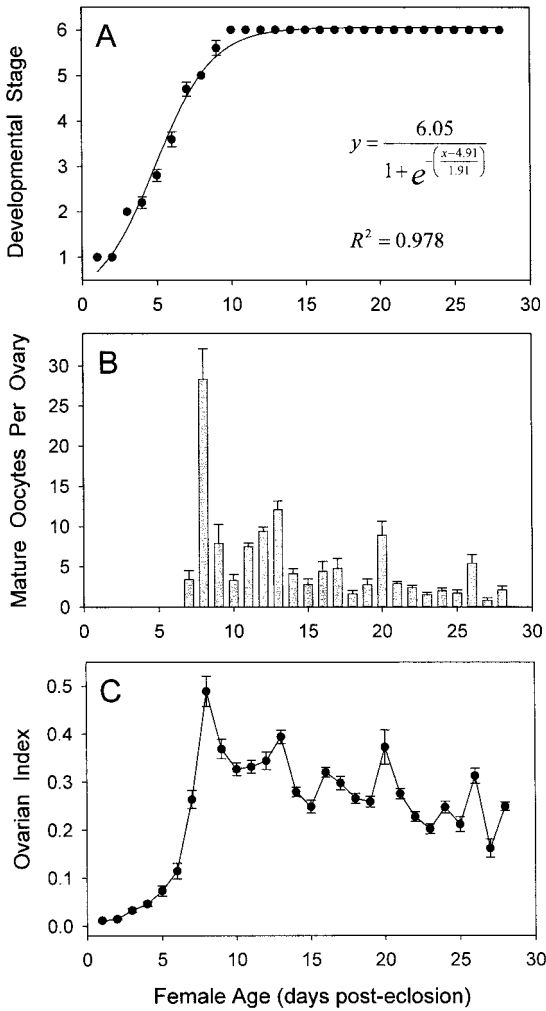 A
Developmental Stage
6
5
4
3
2
1
y = 6.05 / 1+e^-((x-4.91)/1.91)
R² = 0.978
0 5 10 15 20 25 30
B
Mature Oocytes Per Ovary
30
25
20
15
10
5
0
0 5 10 15 20 25 30
C
Ovarian Index
0.5
0.4
0.3
0.2
0.1
0.0
0 5 10 15 20 25 30
Female Age (days post-eclosion)